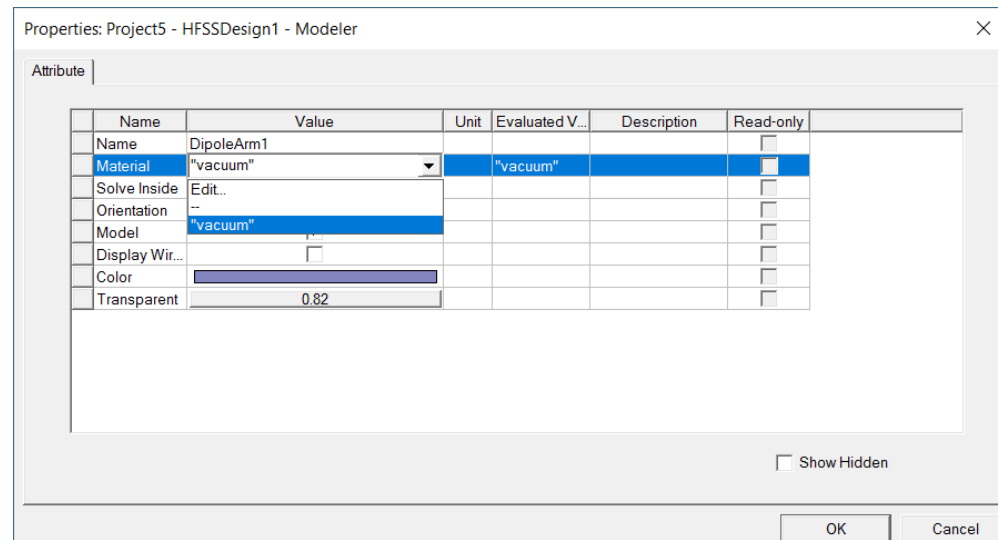 Properties: Project5 - HFSSDesign1 - Modeler
Attribute
Name Value Unit Evaluated V... Description Read-only
Name DipoleArm1
Material "vacuum" "vacuum"
Solve Inside Edit...
Orientation --
Model "vacuum"
Display Wir...
Color
Transparent 0.82
Show Hidden
OK Cancel